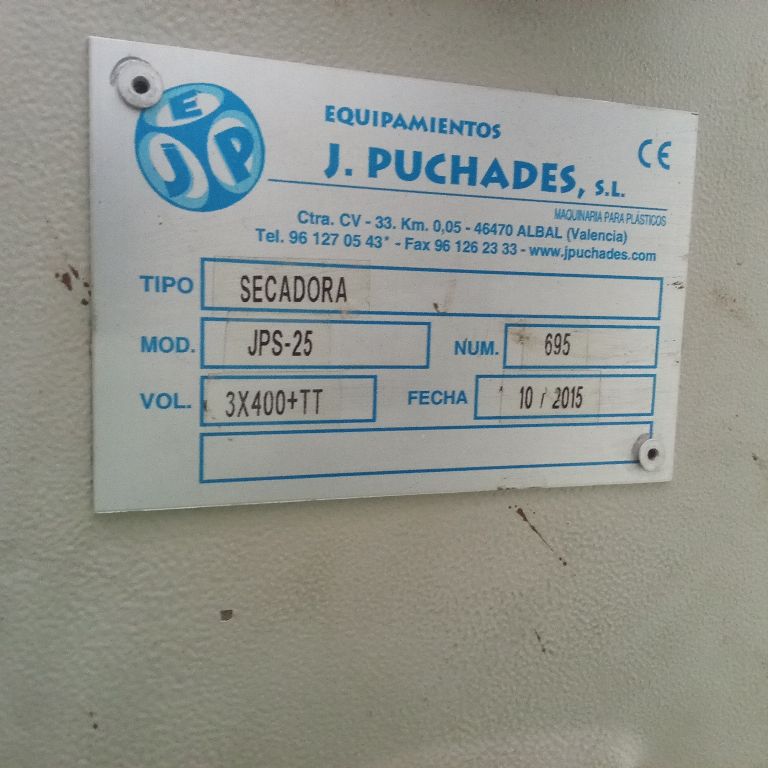 E
J P
EQUIPAMIENTOS
J. PUCHADES, S.L.
CE
MAQUINARIA PARA PLÁSTICOS
Ctra. CV - 33. Km. 0,05 - 46470 ALBAL (Valencia)
Tel. 96 127 05 43* - Fax 96 126 23 33 - www.jpuchades.com
TIPO SECADORA
MOD. JPS-25 NUM. 695
VOL. 3X400+TT FECHA 10 / 2015